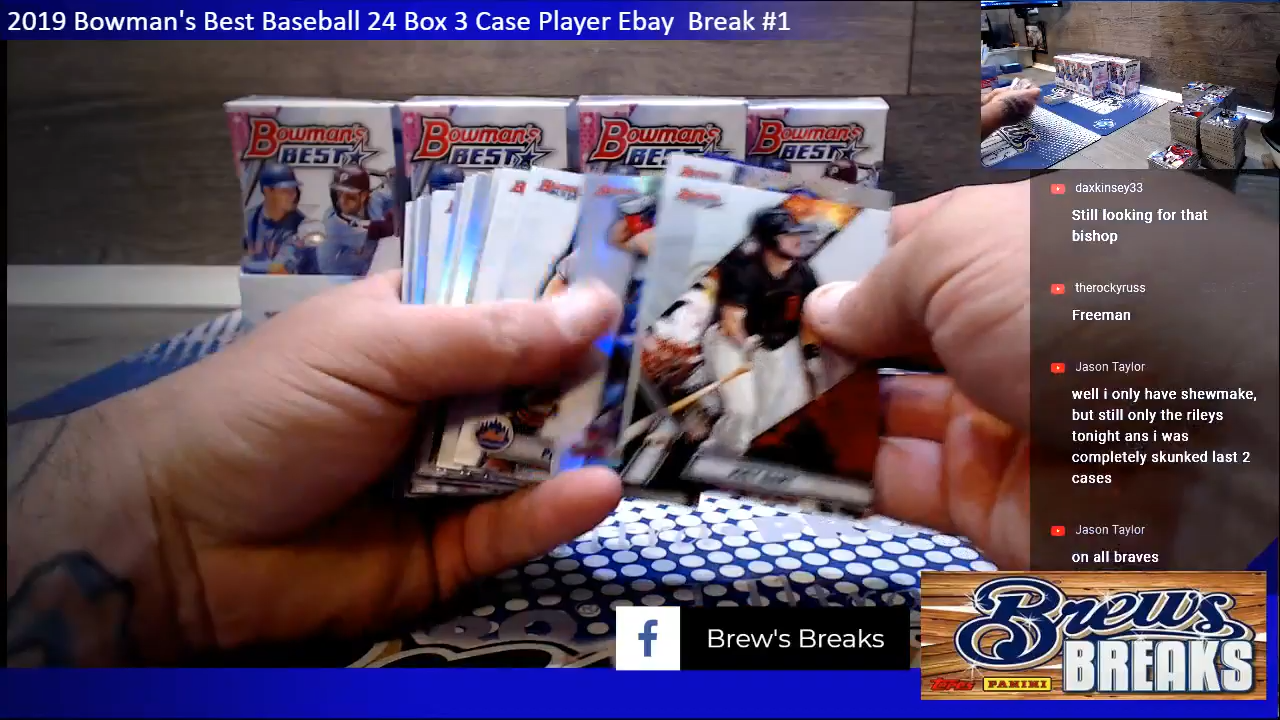 2019 Bowman's Best Baseball 24 Box 3 Case Player Ebay  Break #1
Bowman's
BEST
Bowman's
BEST
Bowman's
BEST
Bowman's
BEST
daxkinsey33
Still looking for that
bishop
therockyruss
Freeman
Jason Taylor
well i only have shewmake,
but still only the rileys
tonight ans i was
completely skunked last 2
cases
Jason Taylor
on all braves
f
Brew's Breaks
Brew's
BREAKS
Topps
PANINI